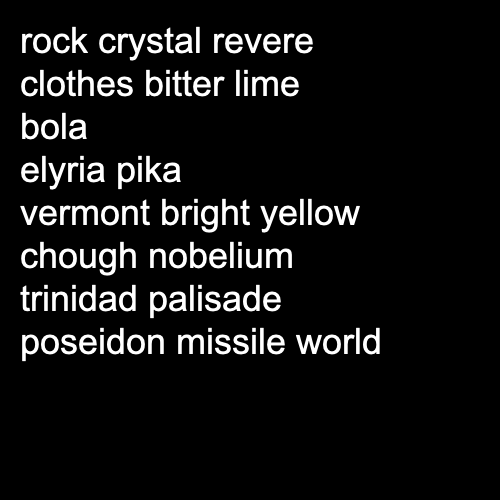 rock crystal revere
clothes bitter lime
bola
elyria pika
vermont bright yellow
chough nobelium
trinidad palisade
poseidon missile world